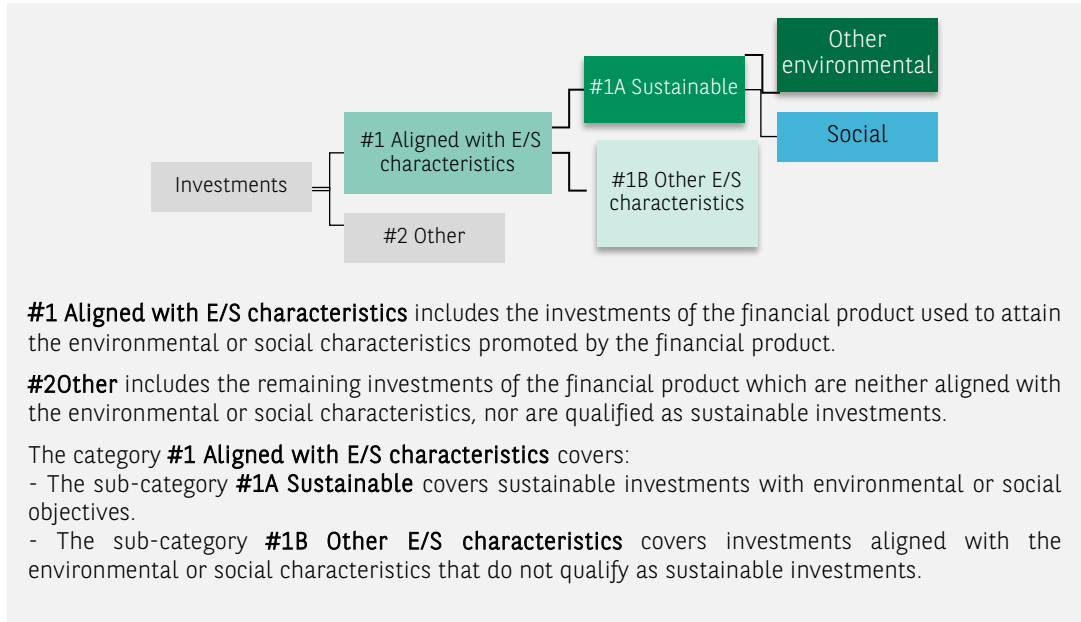 Other
environmental
#1A Sustainable
Social
#1 Aligned with E/S
characteristics
Investments
#1B Other E/S
characteristics
#2 Other
#1 Aligned with E/S characteristics includes the investments of the financial product used to attain
the environmental or social characteristics promoted by the financial product.
#2Other includes the remaining investments of the financial product which are neither aligned with
the environmental or social characteristics, nor are qualified as sustainable investments.
The category #1 Aligned with E/S characteristics covers:
- The sub-category #1A Sustainable covers sustainable investments with environmental or social
objectives.
- The sub-category #1B Other E/S characteristics covers investments aligned with the
environmental or social characteristics that do not qualify as sustainable investments.